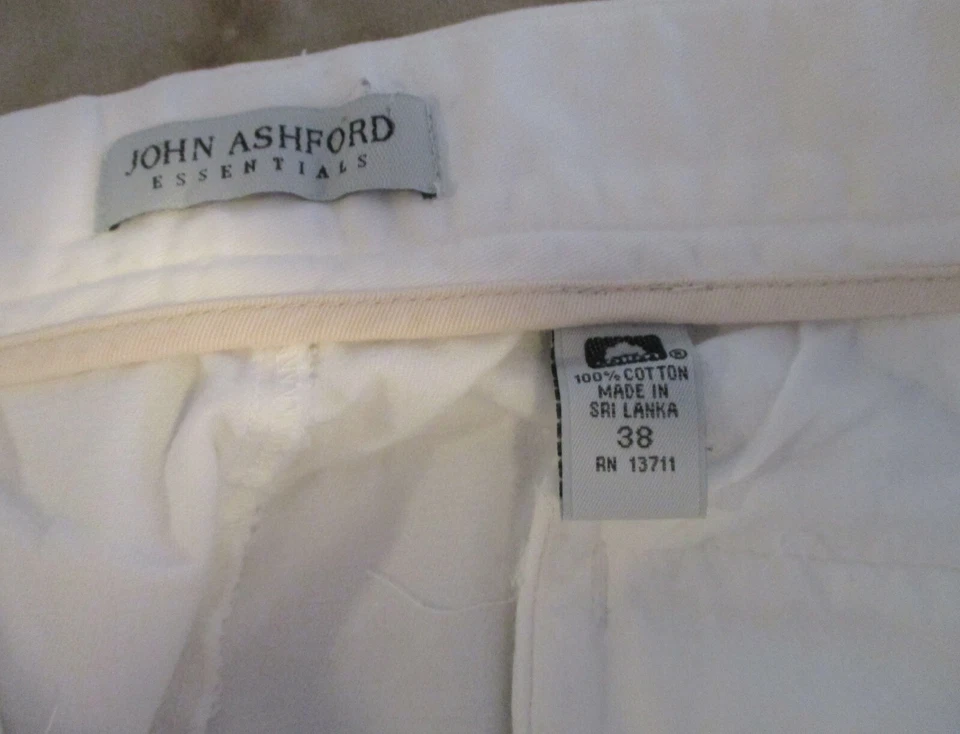 JOHN ASHFORD
ESSENTIALS
®
100% COTTON
MADE IN
SRI LANKA
38
RN 13711